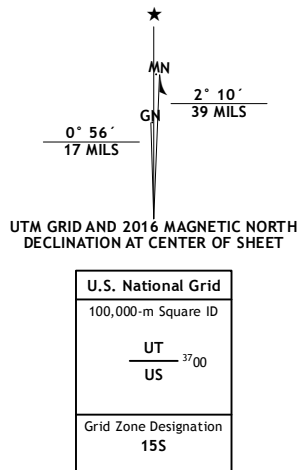 ★
MN
GN
2° 10´
39 MILS
0° 56´
17 MILS
UTM GRID AND 2016 MAGNETIC NORTH
DECLINATION AT CENTER OF SHEET
U.S. National Grid
100,000-m Square ID
UT
3700
US
Grid Zone Designation
15S